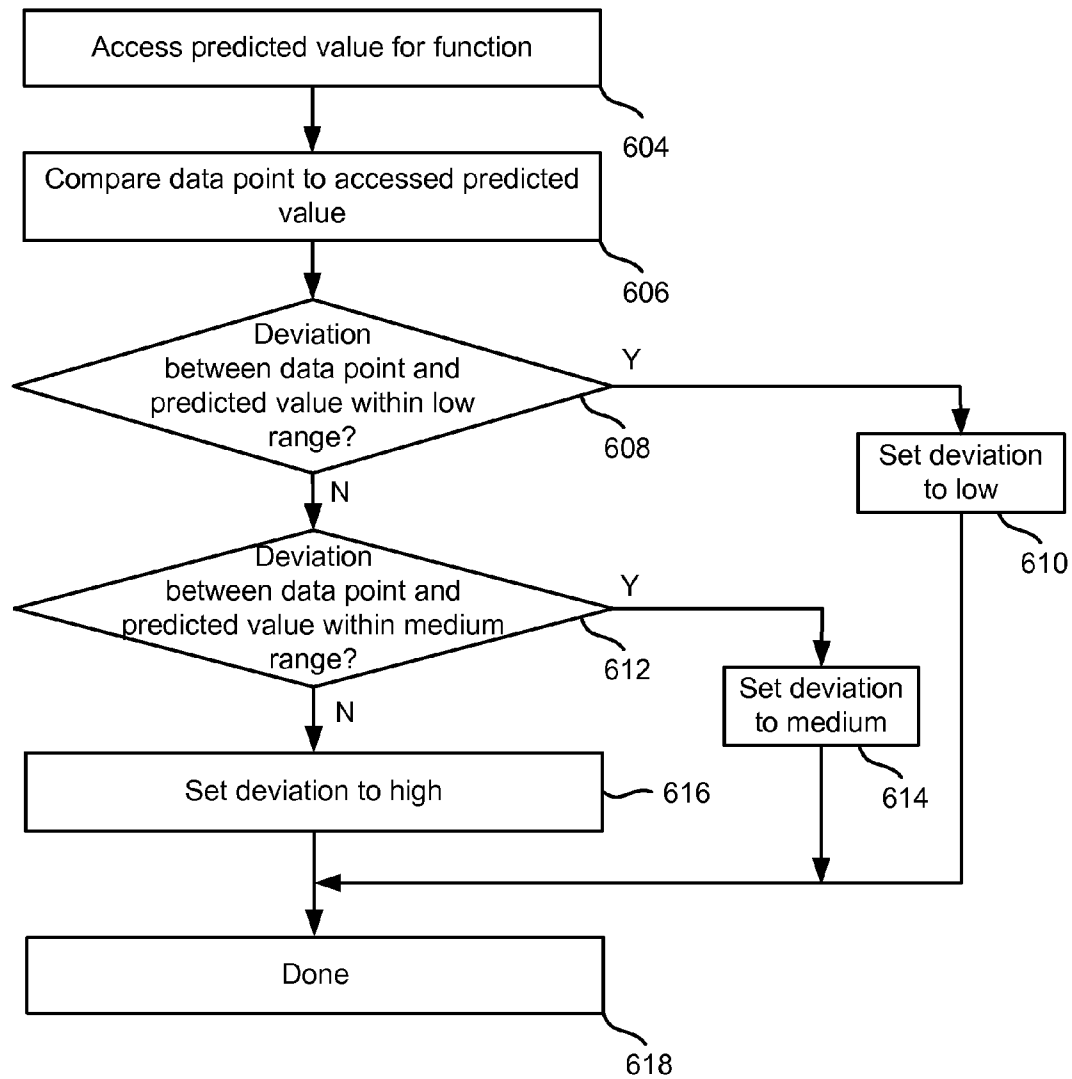 Access predicted value for function
604
Compare data point to accessed predicted
value
606
Deviation
between data point and
predicted value within low
range?
608
Y
N
Set deviation
to low
610
Deviation
between data point and
predicted value within medium
range?
612
Y
N
Set deviation
to medium
614
Set deviation to high
616
Done
618